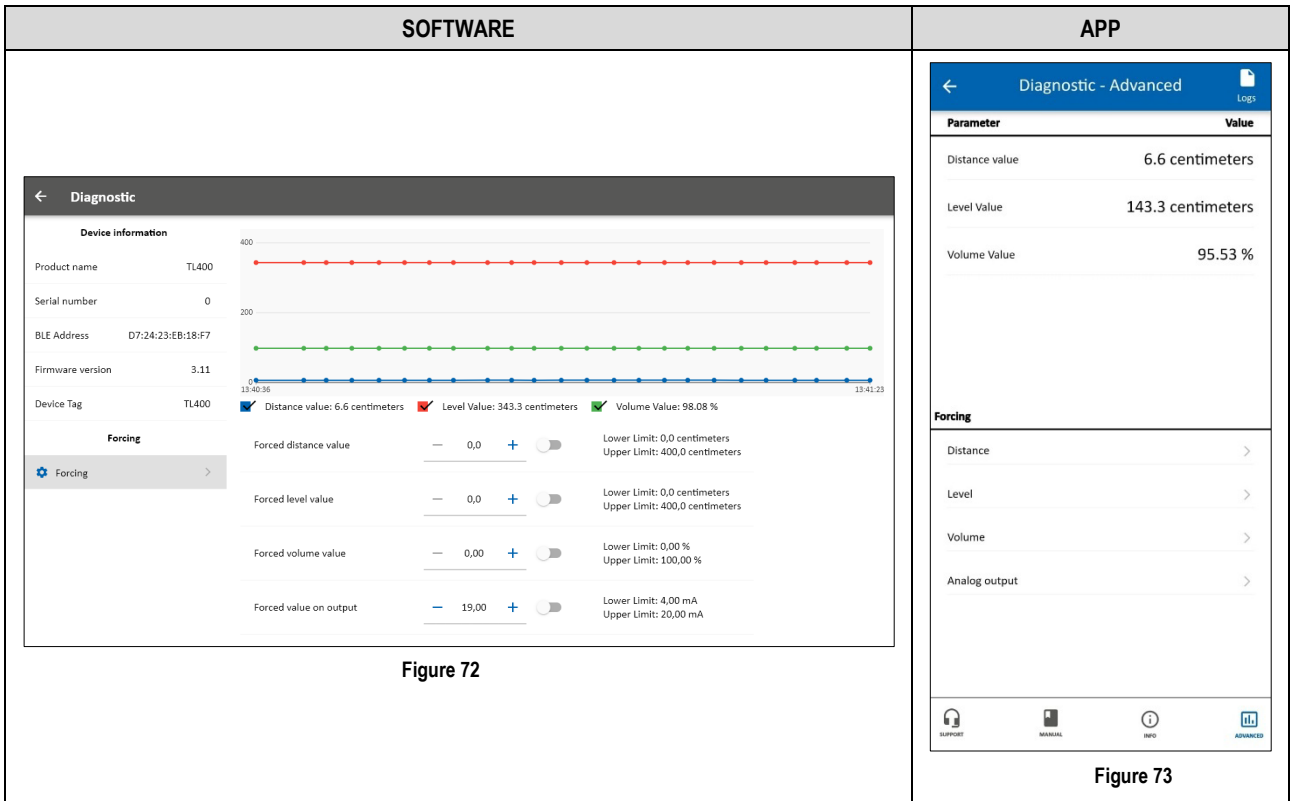 SOFTWARE
APP
← Diagnostic
Device information
Product name TL400
Serial number 0
BLE Address D7:24:23:EB:18:F7
Firmware version 3.11
Device Tag TL400
Forcing
Forcing
400
200
0
13:40:36 13:41:23
Distance value: 6.6 centimeters Level Value: 343.3 centimeters Volume Value: 98.08 %
Forced distance value − 0,0 + Lower Limit: 0,0 centimeters
Upper Limit: 400,0 centimeters
Forced level value − 0,0 + Lower Limit: 0,0 centimeters
Upper Limit: 400,0 centimeters
Forced volume value − 0,00 + Lower Limit: 0,00 %
Upper Limit: 100,00 %
Forced value on output − 19,00 + Lower Limit: 4,00 mA
Upper Limit: 20,00 mA
Figure 72
← Diagnostic - Advanced
Logs
Parameter Value
Distance value 6.6 centimeters
Level Value 143.3 centimeters
Volume Value 95.53 %
Forcing
Distance
Level
Volume
Analog output
SUPPORT MANUAL INFO ADVANCED
Figure 73